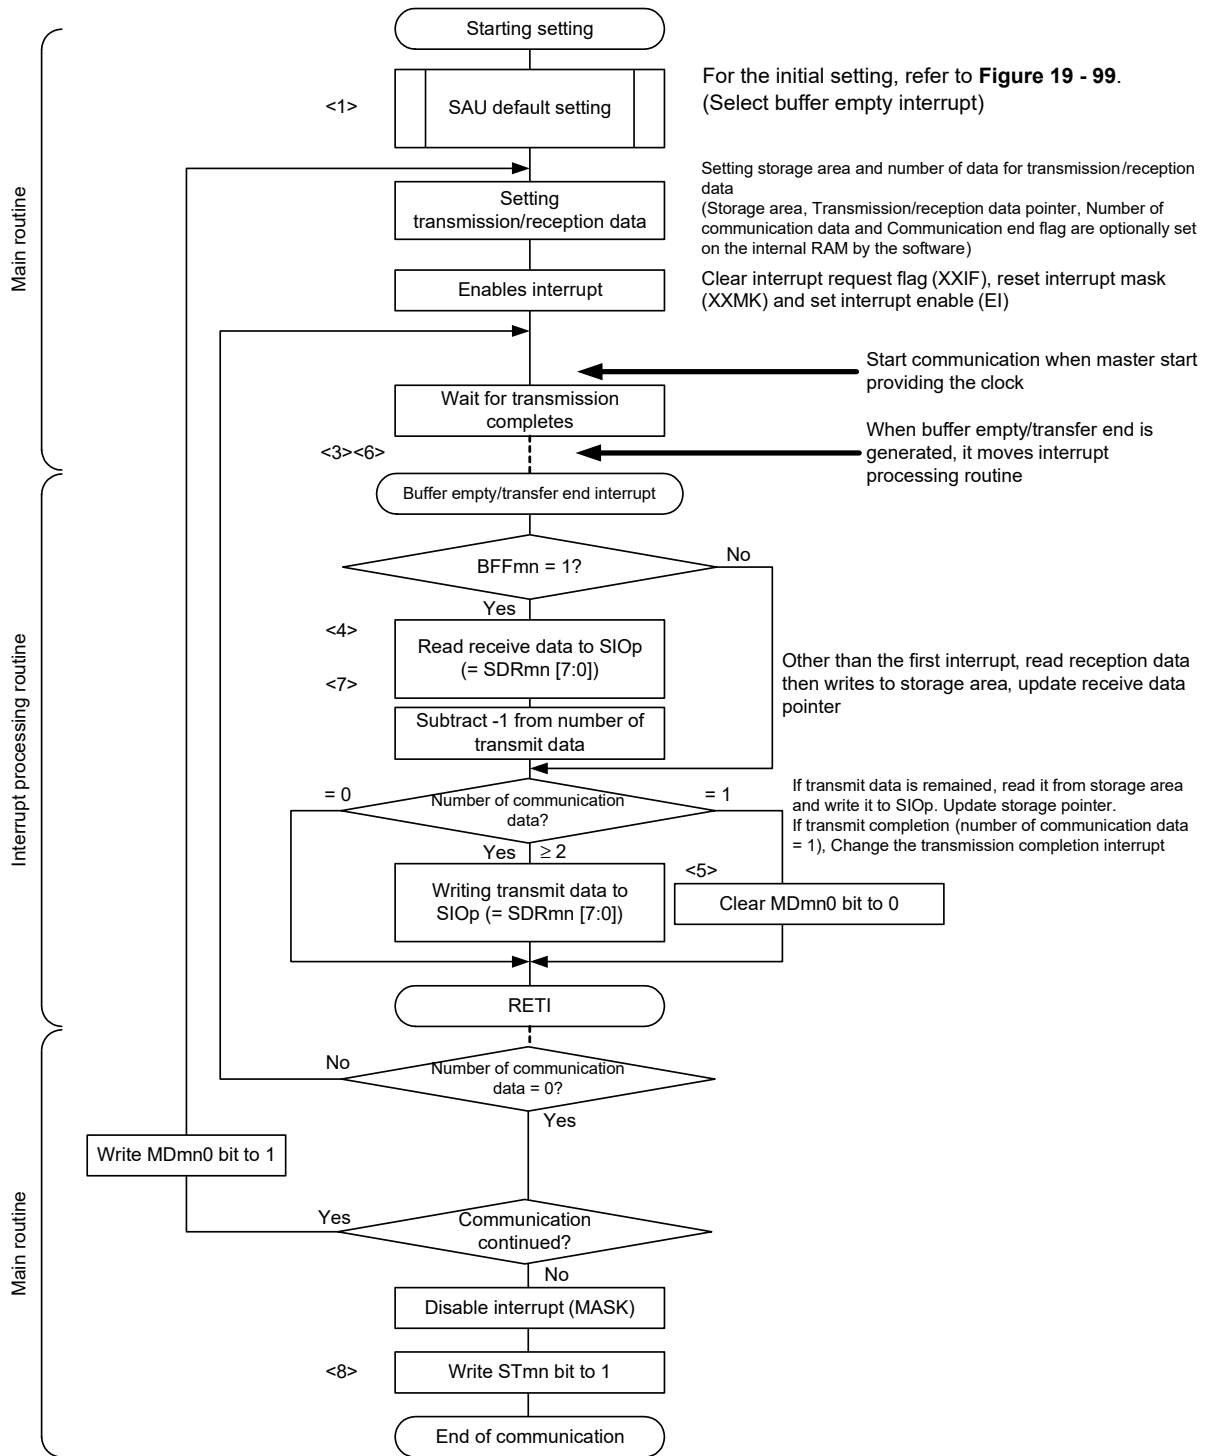 Starting setting
<1>
SAU default setting
For the initial setting, refer to Figure 19 - 99.
(Select buffer empty interrupt)
Main routine
Setting
transmission/reception data
Setting storage area and number of data for transmission/reception
data
(Storage area, Transmission/reception data pointer, Number of
communication data and Communication end flag are optionally set
on the internal RAM by the software)
Enables interrupt
Clear interrupt request flag (XXIF), reset interrupt mask
(XXMK) and set interrupt enable (EI)
Start communication when master start
providing the clock
Wait for transmission
completes
<3><6>
When buffer empty/transfer end is
generated, it moves interrupt
processing routine
Interrupt processing routine
Buffer empty/transfer end interrupt
BFFmn = 1?
No
Yes
<4>
Read receive data to SIOp
(= SDRmn [7:0])
<7>
Other than the first interrupt, read reception data
then writes to storage area, update receive data
pointer
Subtract -1 from number of
transmit data
= 0
Number of communication
data?
= 1
If transmit data is remained, read it from storage area
and write it to SIOp. Update storage pointer.
If transmit completion (number of communication data
= 1), Change the transmission completion interrupt
Yes ≥ 2
<5>
Writing transmit data to
SIOp (= SDRmn [7:0])
Clear MDmn0 bit to 0
RETI
Main routine
No
Number of communication
data = 0?
Yes
Write MDmn0 bit to 1
Yes
Communication
continued?
No
Disable interrupt (MASK)
<8>
Write STmn bit to 1
End of communication